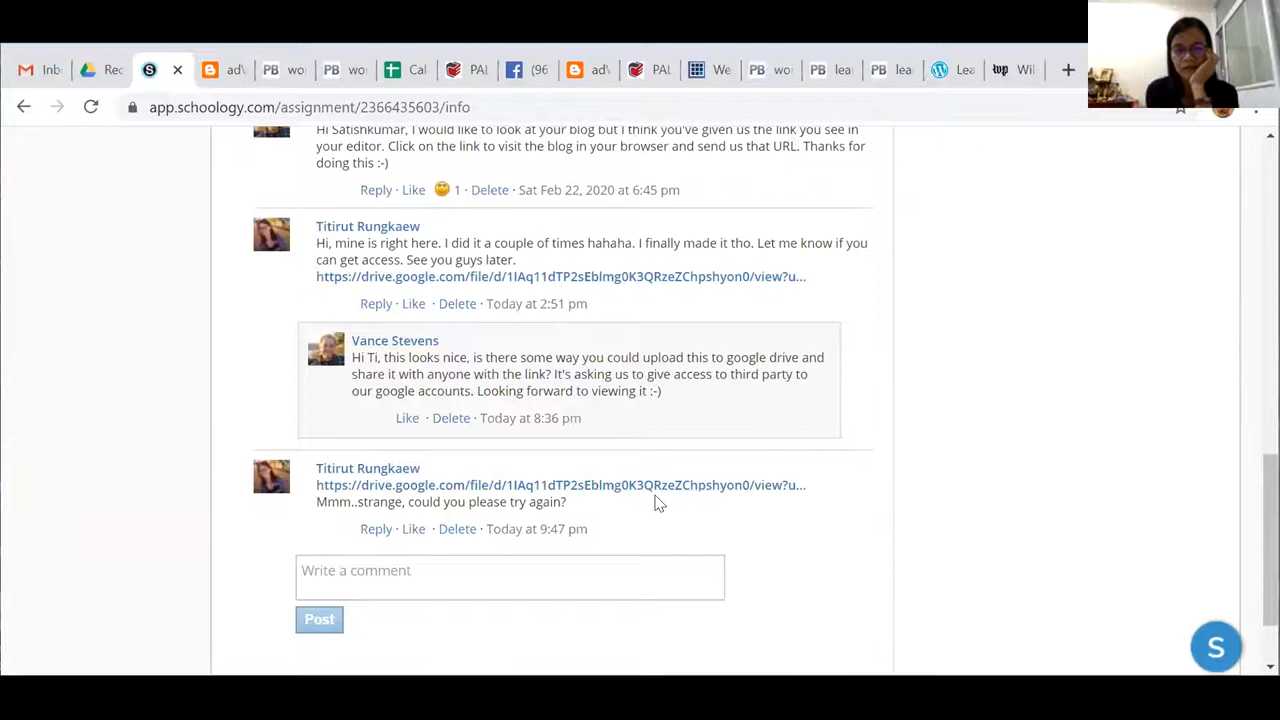 Inb
Rec
adV
wo
wo
Cal
PAL
(96
adV
PAL
We
wo
lea
lea
Lea
Wil
app.schoology.com/assignment/2366435603/info
Hi Satishkumar, I would like to look at your blog but I think you've given us the link you see in
your editor. Click on the link to visit the blog in your browser and send us that URL. Thanks for
doing this :-)
Reply · Like 1 · Delete · Sat Feb 22, 2020 at 6:45 pm
Titirut Rungkaew
Hi, mine is right here. I did it a couple of times hahaha. I finally made it tho. Let me know if you
can get access. See you guys later.
https://drive.google.com/file/d/1IAq11dTP2sEblmg0K3QRzeZChpshyon0/view?u...
Reply · Like · Delete · Today at 2:51 pm
Vance Stevens
Hi Ti, this looks nice, is there some way you could upload this to google drive and
share it with anyone with the link? It's asking us to give access to third party to
our google accounts. Looking forward to viewing it :-)
Like · Delete · Today at 8:36 pm
Titirut Rungkaew
https://drive.google.com/file/d/1IAq11dTP2sEblmg0K3QRzeZChpshyon0/view?u...
Mmm..strange, could you please try again?
Reply · Like · Delete · Today at 9:47 pm
Write a comment
Post
S